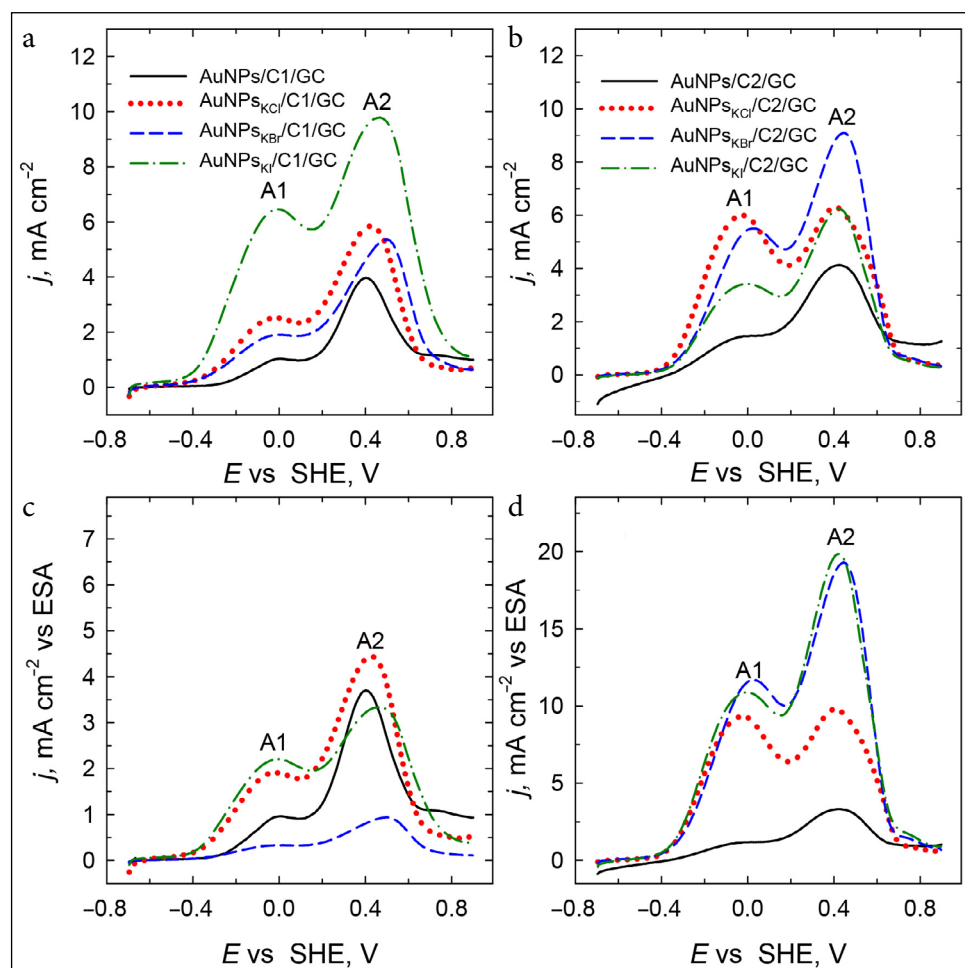 a
12
10
8
6
4
2
0
j, mA cm⁻²
AuNPs/C1/GC
AuNPsKCl/C1/GC
AuNPsKBr/C1/GC
AuNPsKI/C1/GC
A1
A2
−0.8 −0.4 0.0 0.4 0.8
E vs SHE, V
b
12
10
8
6
4
2
0
j, mA cm⁻²
AuNPs/C2/GC
AuNPsKCl/C2/GC
AuNPsKBr/C2/GC
AuNPsKI/C2/GC
A1
A2
−0.8 −0.4 0.0 0.4 0.8
E vs SHE, V
c
7
6
5
4
3
2
1
0
j, mA cm⁻² vs ESA
A1
A2
−0.8 −0.4 0.0 0.4 0.8
E vs SHE, V
d
20
15
10
5
0
j, mA cm⁻² vs ESA
A1
A2
−0.8 −0.4 0.0 0.4 0.8
E vs SHE, V